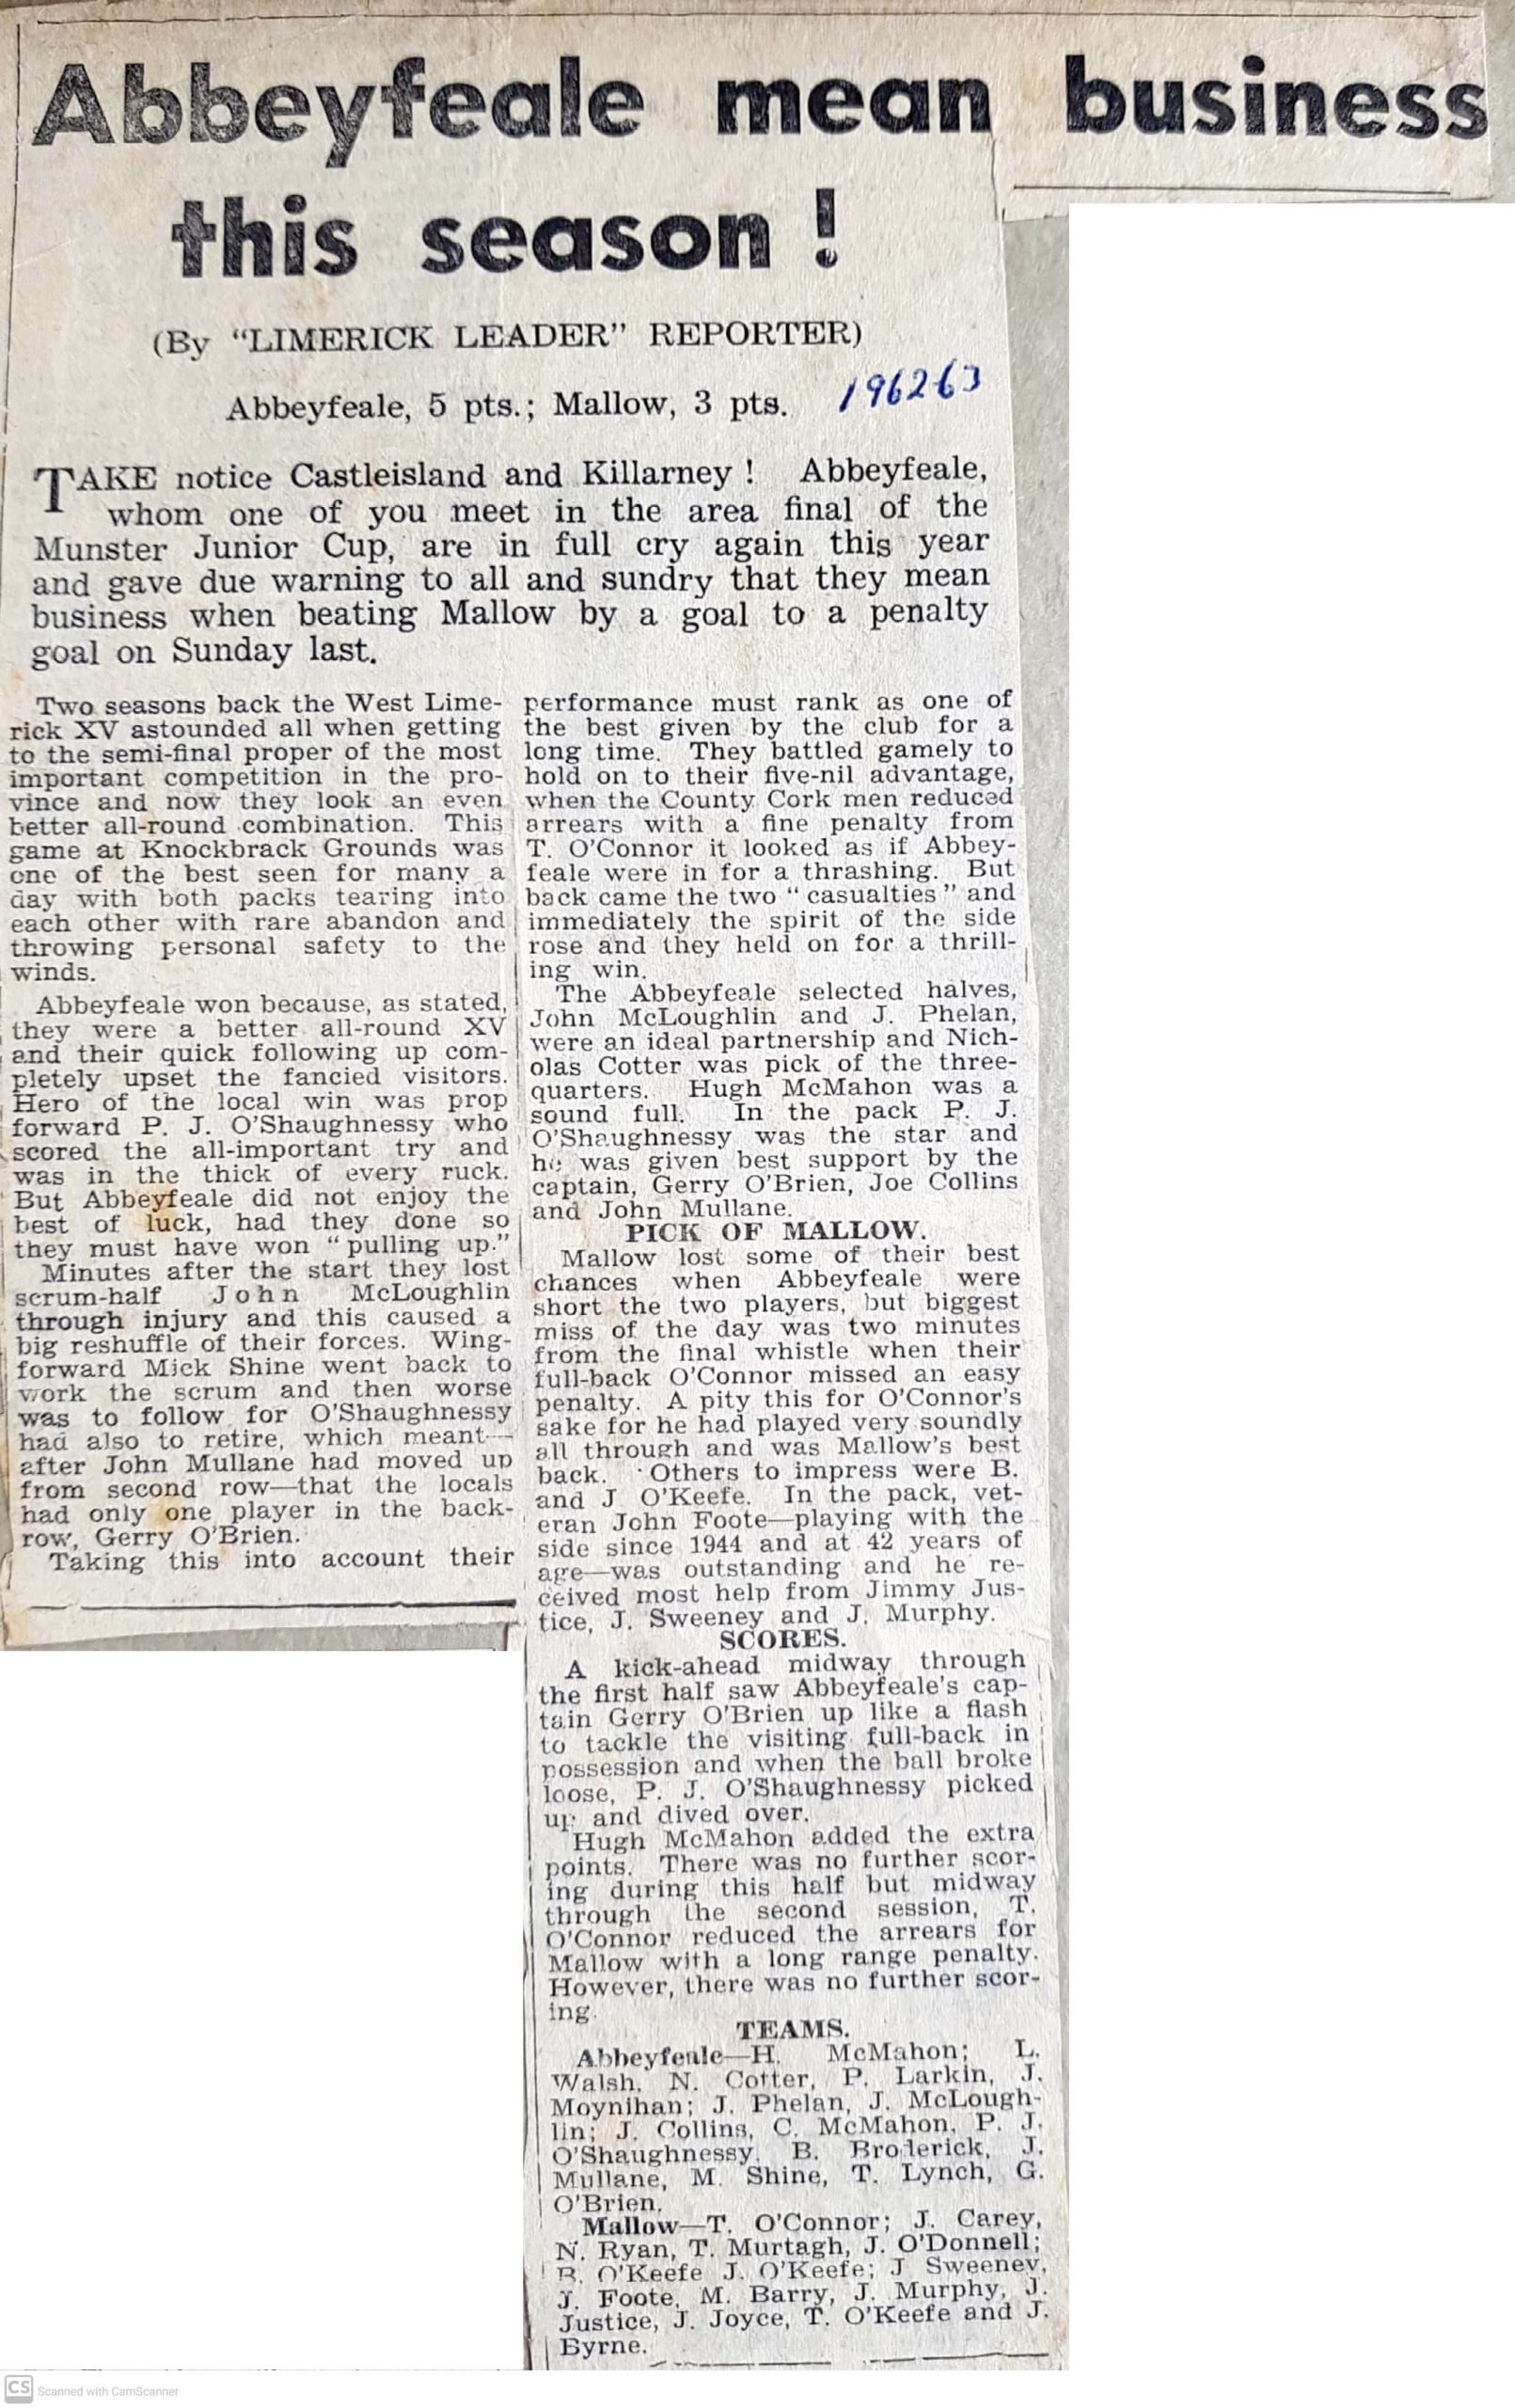 Abbeyfeale mean business
this season !
(By "LIMERICK LEADER" REPORTER)
Abbeyfeale, 5 pts.; Mallow, 3 pts.
196263
TAKE notice Castleisland and Killarney ! Abbeyfeale,
whom one of you meet in the area final of the
Munster Junior Cup, are in full cry again this year
and gave due warning to all and sundry that they mean
business when beating Mallow by a goal to a penalty
goal on Sunday last.
Two seasons back the West Lime-
rick XV astounded all when getting
to the semi-final proper of the most
important competition in the pro-
vince and now they look an even
better all-round combination. This
game at Knockbrack Grounds was
one of the best seen for many a
day with both packs tearing into
each other with rare abandon and
throwing personal safety to the
winds.
Abbeyfeale won because, as stated,
they were a better all-round XV
and their quick following up com-
pletely upset the fancied visitors.
Hero of the local win was prop
forward P. J. O'Shaughnessy who
scored the all-important try and
was in the thick of every ruck.
But Abbeyfeale did not enjoy the
best of luck, had they done so
they must have won "pulling up."
Minutes after the start they lost
scrum-half John McLoughlin
through injury and this caused a
big reshuffle of their forces. Wing-
forward Mick Shine went back to
work the scrum and then worse
was to follow for O'Shaughnessy
had also to retire, which meant—
after John Mullane had moved up
from second row—that the locals
had only one player in the back-
row, Gerry O'Brien.
Taking this into account their
performance must rank as one of
the best given by the club for a
long time. They battled gamely to
hold on to their five-nil advantage,
when the County Cork men reduced
arrears with a fine penalty from
T. O'Connor it looked as if Abbey-
feale were in for a thrashing. But
back came the two "casualties" and
immediately the spirit of the side
rose and they held on for a thrill-
ing win.
The Abbeyfeale selected halves,
John McLoughlin and J. Phelan,
were an ideal partnership and Nich-
olas Cotter was pick of the three-
quarters. Hugh McMahon was a
sound full. In the pack P. J.
O'Shaughnessy was the star and
he was given best support by the
captain, Gerry O'Brien, Joe Collins
and John Mullane.
PICK OF MALLOW.
Mallow lost some of their best
chances when Abbeyfeale were
short the two players, but biggest
miss of the day was two minutes
from the final whistle when their
full-back O'Connor missed an easy
penalty. A pity this for O'Connor's
sake for he had played very soundly
all through and was Mallow's best
back. Others to impress were B.
and J O'Keefe. In the pack, vet-
eran John Foote—playing with the
side since 1944 and at 42 years of
age—was outstanding and he re-
ceived most help from Jimmy Jus-
tice, J. Sweeney and J. Murphy.
SCORES.
A kick-ahead midway through
the first half saw Abbeyfeale's cap-
tain Gerry O'Brien up like a flash
to tackle the visiting full-back in
possession and when the ball broke
loose, P. J. O'Shaughnessy picked
up and dived over.
Hugh McMahon added the extra
points. There was no further scor-
ing during this half but midway
through the second session, T.
O'Connor reduced the arrears for
Mallow with a long range penalty.
However, there was no further scor-
ing.
TEAMS.
Abbeyfeale—H. McMahon; L.
Walsh, N. Cotter, P. Larkin, J.
Moynihan; J. Phelan, J. McLough-
lin; J. Collins, C. McMahon, P. J.
O'Shaughnessy, B. Broderick, J.
Mullane, M. Shine, T. Lynch, G.
O'Brien.
Mallow—T. O'Connor; J. Carey,
N. Ryan, T. Murtagh, J. O'Donnell;
B. O'Keefe J. O'Keefe; J Sweeney,
J. Foote, M. Barry, J. Murphy, J.
Justice, J. Joyce, T. O'Keefe and J.
Byrne.
CS Scanned with CamScanner